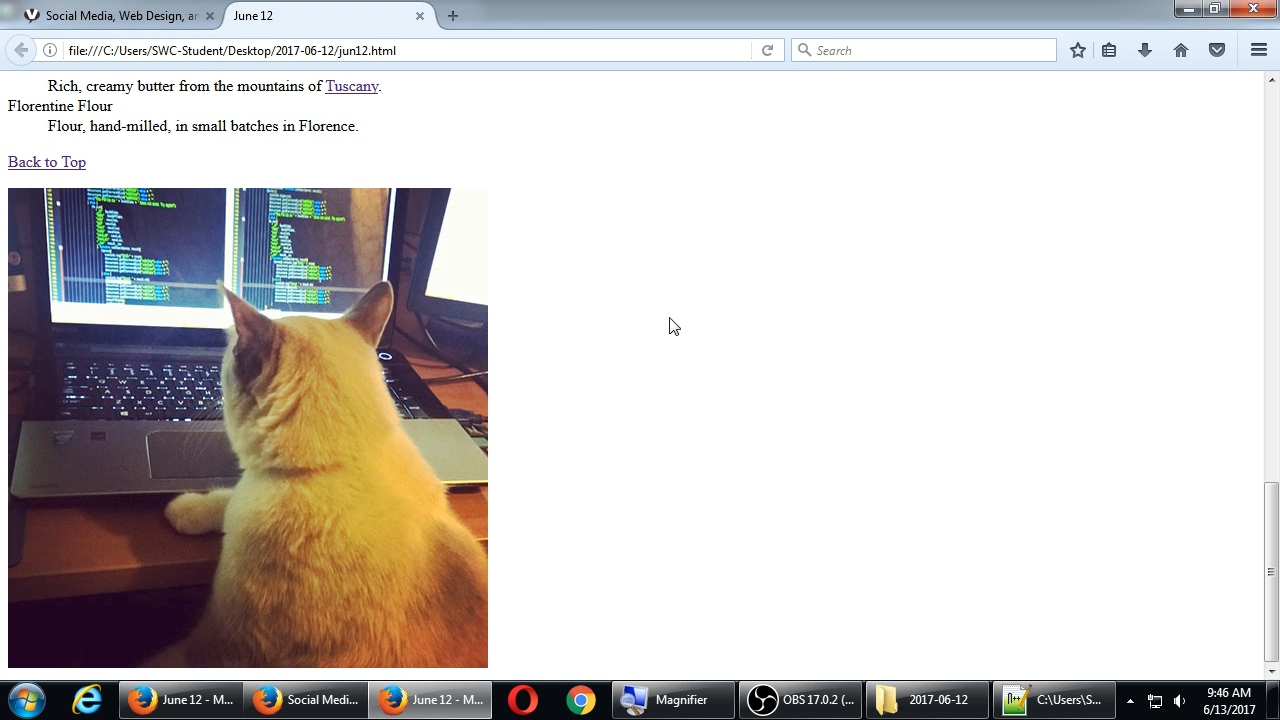 Social Media, Web Design, ar
June 12
file:///C:/Users/SWC-Student/Desktop/2017-06-12/jun12.html
Search
Rich, creamy butter from the mountains of Tuscany.
Florentine Flour
Flour, hand-milled, in small batches in Florence.
Back to Top
June 12 - M...
Social Medi...
June 12 - M...
Magnifier
OBS 17.0.2 (...
2017-06-12
C:\Users\S...
9:46 AM
6/13/2017